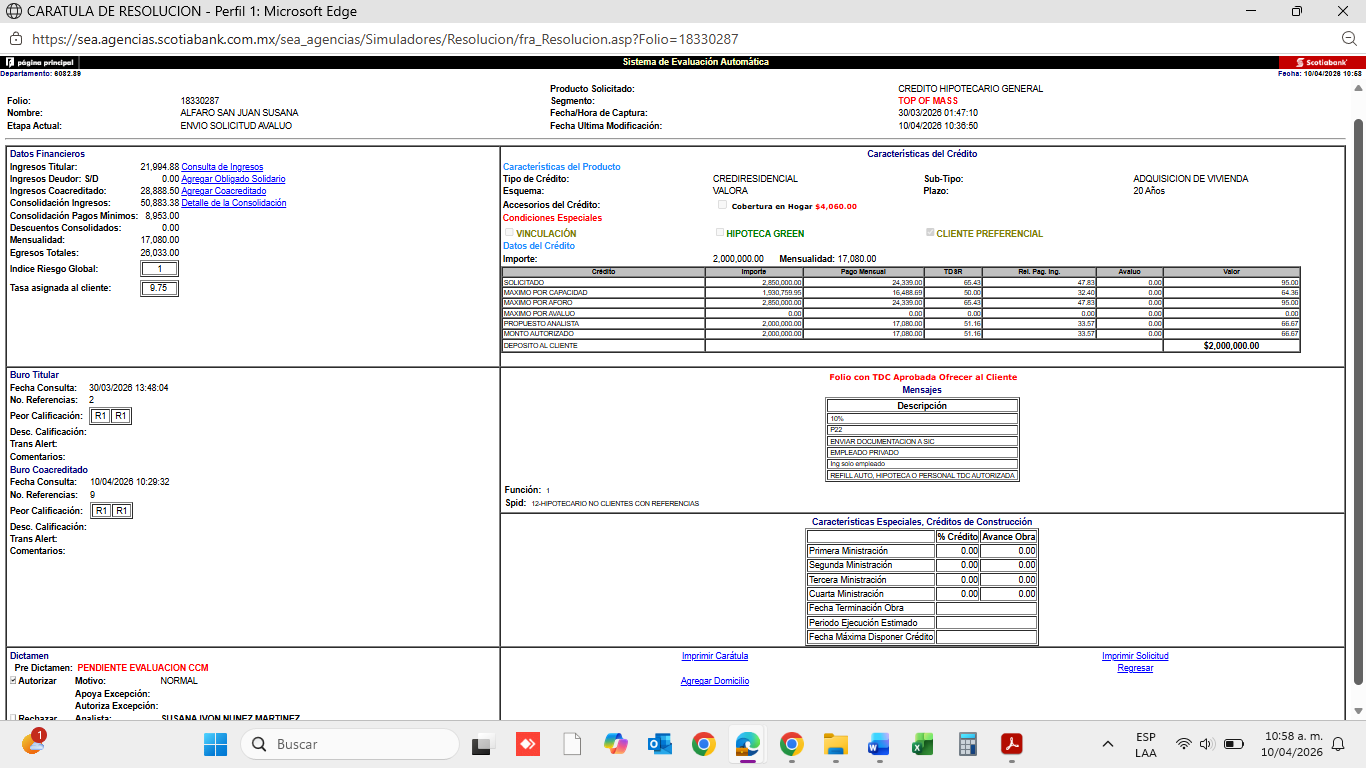 CARATULA DE RESOLUCION - Perfil 1: Microsoft Edge
https://sea.agencias.scotiabank.com.mx/sea_agencias/Simuladores/Resolucion/fra_Resolucion.asp?Folio=18330287
página principal Sistema de Evaluación Automática Scotiabank
Departamento: 6082.89 Fecha: 10/04/2026 10:58
Producto Solicitado: CREDITO HIPOTECARIO GENERAL
Folio: 18330287 Segmento: TOP OF MASS
Nombre: ALFARO SAN JUAN SUSANA Fecha/Hora de Captura: 30/03/2026 01:47:10
Etapa Actual: ENVIO SOLICITUD AVALUO Fecha Ultima Modificación: 10/04/2026 10:36:50
Datos Financieros
Ingresos Titular: 21,994.88 Consulta de Ingresos
Ingresos Deudor: S/D 0.00 Agregar Obligado Solidario
Ingresos Coacreditado: 28,888.50 Agregar Coacreditado
Consolidación Ingresos: 50,883.38 Detalle de la Consolidación
Consolidación Pagos Mínimos: 8,953.00
Descuentos Consolidados: 0.00
Mensualidad: 17,080.00
Egresos Totales: 26,033.00
Indice Riesgo Global: 1
Tasa asignada al cliente: 9.75
Características del Crédito
Características del Producto
Tipo de Crédito: CREDIRESIDENCIAL Sub-Tipo: ADQUISICION DE VIVIENDA
Esquema: VALORA Plazo: 20 Años
Accesorios del Crédito: Cobertura en Hogar $4,060.00
Condiciones Especiales
VINCULACIÓN HIPOTECA GREEN CLIENTE PREFERENCIAL
Datos del Crédito
Importe: 2,000,000.00 Mensualidad: 17,080.00
Crédito Importe Pago Mensual TDSR Rel. Pag. Ing. Avaluo Valor
SOLICITADO 2,850,000.00 24,339.00 65.43 47.83 0.00 95.00
MAXIMO POR CAPACIDAD 1,930,759.95 16,488.69 50.00 32.40 0.00 64.36
MAXIMO POR AFORO 2,850,000.00 24,339.00 65.43 47.83 0.00 95.00
MAXIMO POR AVALUO 0.00 0.00 0.00 0.00 0.00 0.00
PROPUESTO ANALISTA 2,000,000.00 17,080.00 51.16 33.57 0.00 66.67
MONTO AUTORIZADO 2,000,000.00 17,080.00 51.16 33.57 0.00 66.67
DEPOSITO AL CLIENTE $2,000,000.00
Buro Titular
Fecha Consulta: 30/03/2026 13:48:04
No. Referencias: 2
Peor Calificación: R1 R1
Desc. Calificación:
Trans Alert:
Comentarios:
Buro Coacreditado
Fecha Consulta: 10/04/2026 10:29:32
No. Referencias: 9
Peor Calificación: R1 R1
Desc. Calificación:
Trans Alert:
Comentarios:
Folio con TDC Aprobada Ofrecer al Cliente
Mensajes
Descripción
10%
P22
ENVIAR DOCUMENTACION A SIC
EMPLEADO PRIVADO
Ing solo empleado
REFILL AUTO, HIPOTECA O PERSONAL TDC AUTORIZADA
Función: 1
Spid: 12-HIPOTECARIO NO CLIENTES CON REFERENCIAS
Características Especiales, Créditos de Construcción
% Crédito Avance Obra
Primera Ministración 0.00 0.00
Segunda Ministración 0.00 0.00
Tercera Ministración 0.00 0.00
Cuarta Ministración 0.00 0.00
Fecha Terminación Obra
Periodo Ejecución Estimado
Fecha Máxima Disponer Crédito
Dictamen
Pre Dictamen: PENDIENTE EVALUACION CCM
Autorizar Motivo: NORMAL
Apoya Excepción:
Autoriza Excepción:
Rechazar Analista: SUSANA IVON NUNEZ MARTINEZ
Imprimir Carátula Imprimir Solicitud
Regresar
Agregar Domicilio
1
Buscar
ESP
LAA
10:58 a. m.
10/04/2026